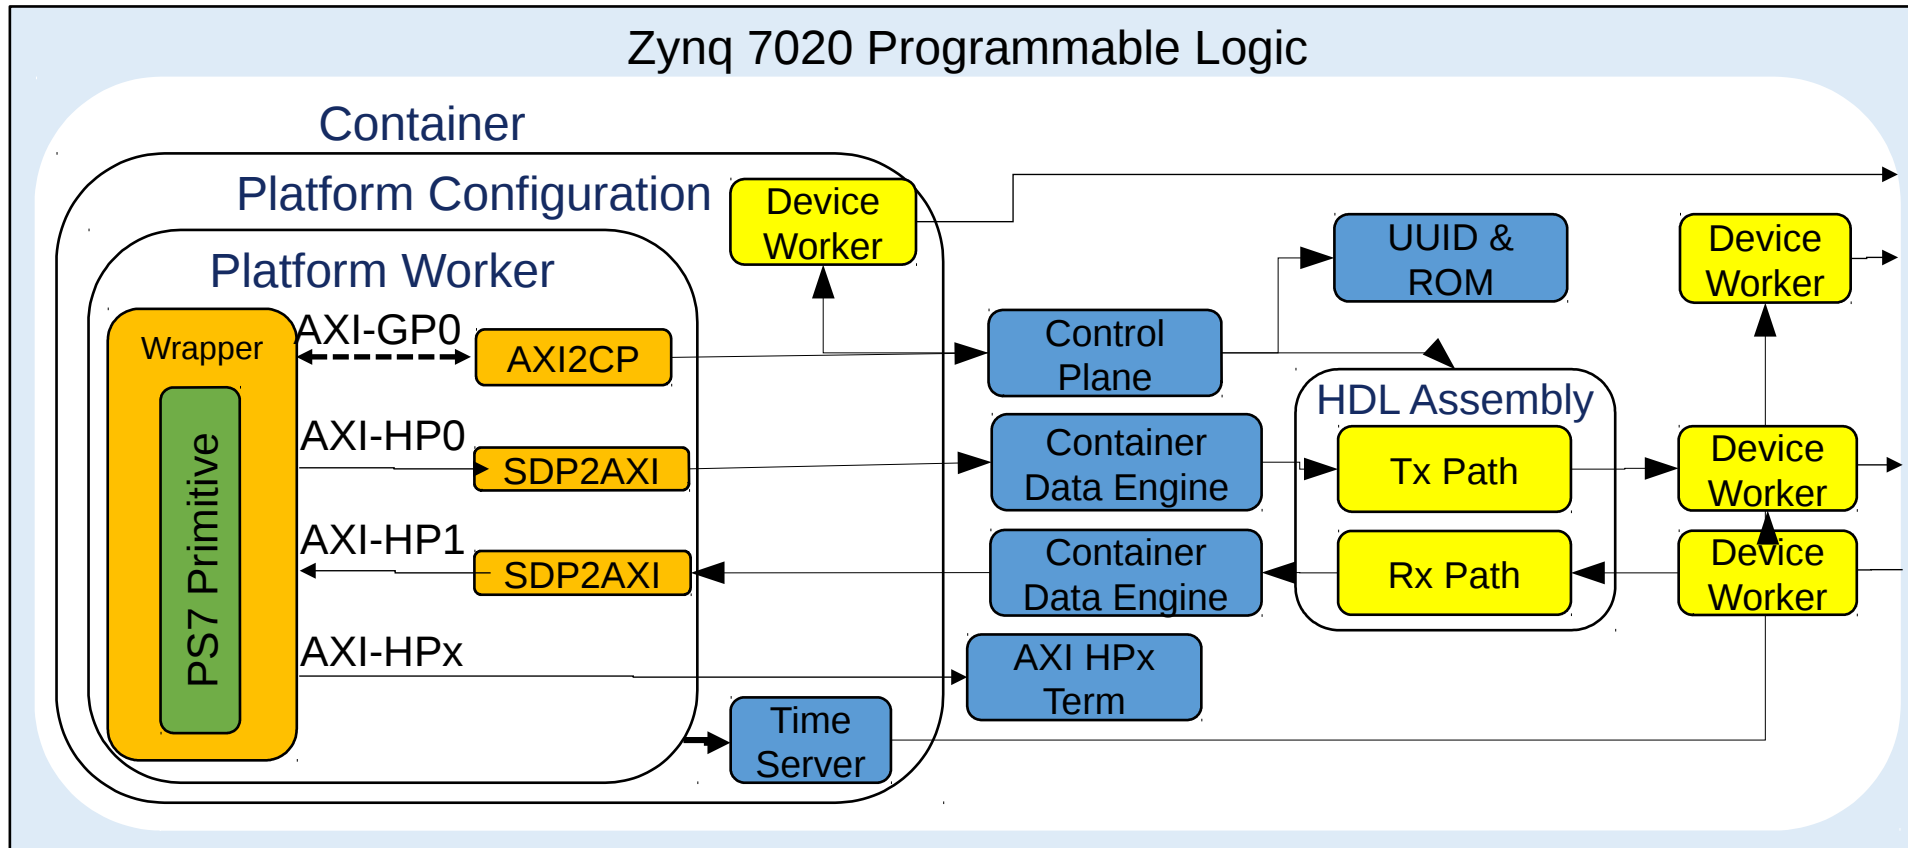 Zynq 7020 Programmable Logic
Container
Platform Configuration
Platform Worker
Wrapper
PS7 Primitive
AXI-GP0
AXI2CP
AXI-HP0
SDP2AXI
AXI-HP1
SDP2AXI
AXI-HPx
Time
Server
Device
Worker
Control
Plane
Container
Data Engine
Container
Data Engine
AXI HPx
Term
UUID &
ROM
HDL Assembly
Tx Path
Rx Path
Device
Worker
Device
Worker
Device
Worker